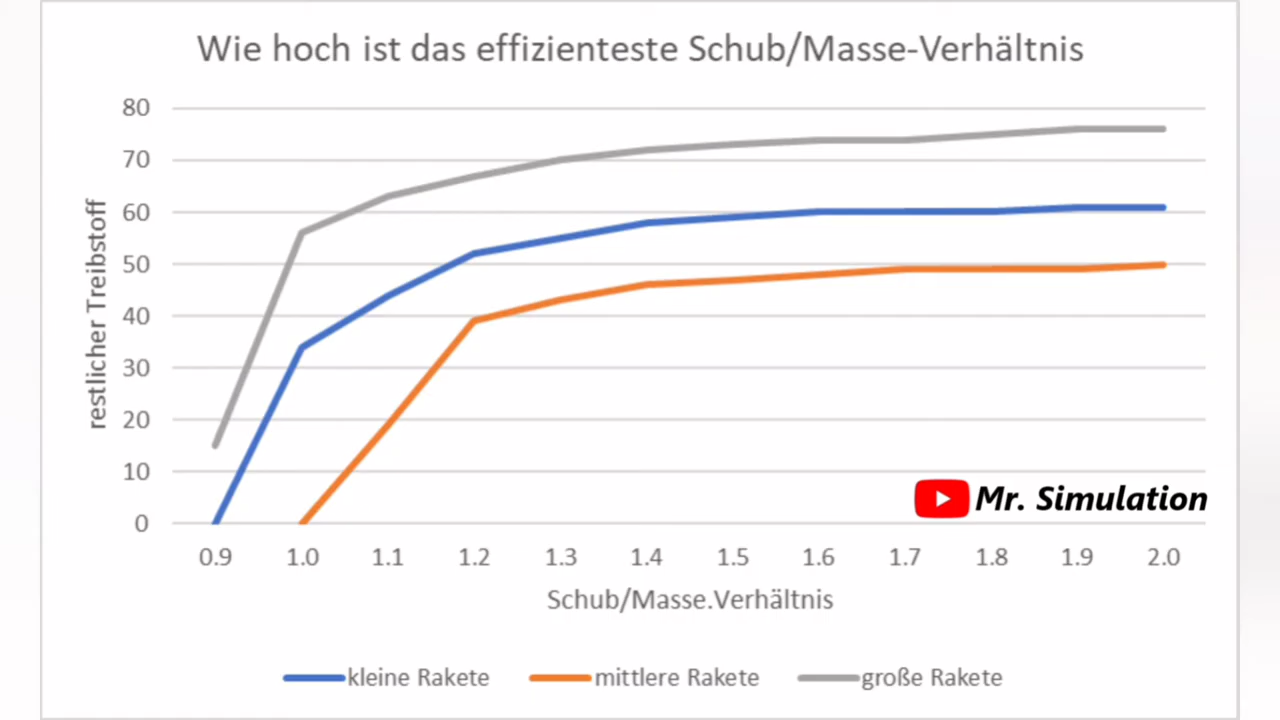 Wie hoch ist das effizienteste Schub/Masse-Verhältnis
80
70
60
50
40
30
20
10
0
restlicher Treibstoff
0.9 1.0 1.1 1.2 1.3 1.4 1.5 1.6 1.7 1.8 1.9 2.0
Schub/Masse.Verhältnis
Mr. Simulation
kleine Rakete mittlere Rakete große Rakete